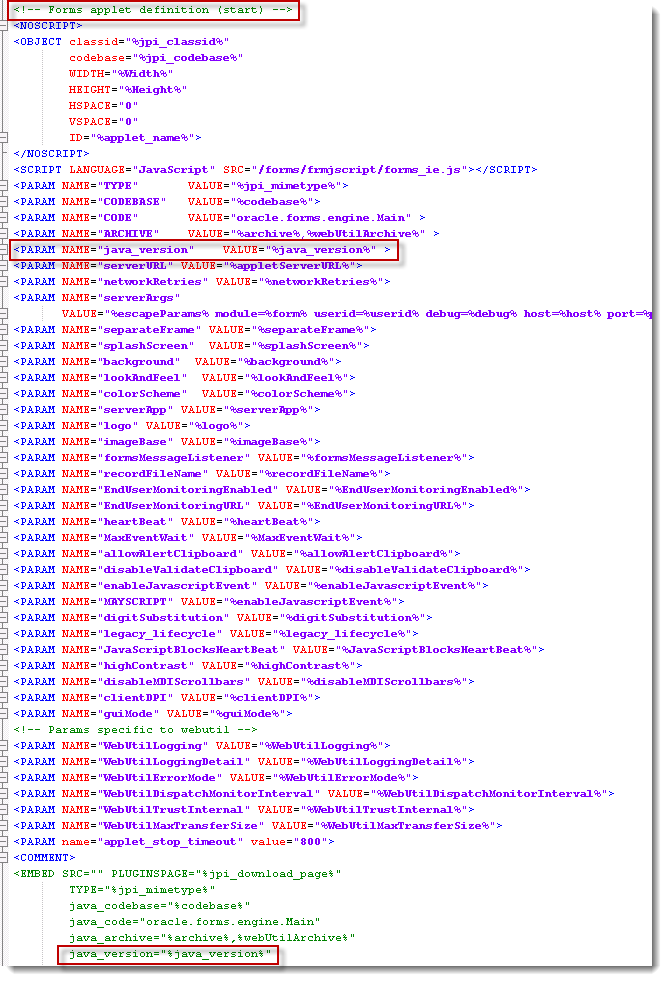 <!-- Forms applet definition (start) -->
<NOSCRIPT>
<OBJECT classid="%jpi_classid%"
codebase="%jpi_codebase%"
WIDTH="%Width%"
HEIGHT="%Height%"
HSPACE="0"
VSPACE="0"
ID="%applet_name%">
</NOSCRIPT>
<SCRIPT LANGUAGE="JavaScript" SRC="/forms/frmjscript/forms_ie.js"></SCRIPT>
<PARAM NAME="TYPE" VALUE="%jpi_mimetype%">
<PARAM NAME="CODEBASE" VALUE="%codebase%">
<PARAM NAME="CODE" VALUE="oracle.forms.engine.Main" >
<PARAM NAME="ARCHIVE" VALUE="%archive%,%webUtilArchive%" >
<PARAM NAME="java_version" VALUE="%java_version%" >
<PARAM NAME="serverURL" VALUE="%appletServerURL%">
<PARAM NAME="networkRetries" VALUE="%networkRetries%">
<PARAM NAME="serverArgs"
VALUE="%escapeParams% module=%form% userid=%userid% debug=%debug% host=%host% port=%
<PARAM NAME="separateFrame" VALUE="%separateFrame%">
<PARAM NAME="splashScreen" VALUE="%splashScreen%">
<PARAM NAME="background" VALUE="%background%">
<PARAM NAME="lookAndFeel" VALUE="%lookAndFeel%">
<PARAM NAME="colorScheme" VALUE="%colorScheme%">
<PARAM NAME="serverApp" VALUE="%serverApp%">
<PARAM NAME="logo" VALUE="%logo%">
<PARAM NAME="imageBase" VALUE="%imageBase%">
<PARAM NAME="formsMessageListener" VALUE="%formsMessageListener%">
<PARAM NAME="recordFileName" VALUE="%recordFileName%">
<PARAM NAME="EndUserMonitoringEnabled" VALUE="%EndUserMonitoringEnabled%">
<PARAM NAME="EndUserMonitoringURL" VALUE="%EndUserMonitoringURL%">
<PARAM NAME="heartBeat" VALUE="%heartBeat%">
<PARAM NAME="MaxEventWait" VALUE="%MaxEventWait%">
<PARAM NAME="allowAlertClipboard" VALUE="%allowAlertClipboard%">
<PARAM NAME="disableValidateClipboard" VALUE="%disableValidateClipboard%">
<PARAM NAME="enableJavascriptEvent" VALUE="%enableJavascriptEvent%">
<PARAM NAME="MAYSCRIPT" VALUE="%enableJavascriptEvent%">
<PARAM NAME="digitSubstitution" VALUE="%digitSubstitution%">
<PARAM NAME="legacy_lifecycle" VALUE="%legacy_lifecycle%">
<PARAM NAME="JavaScriptBlocksHeartBeat" VALUE="%JavaScriptBlocksHeartBeat%">
<PARAM NAME="highContrast" VALUE="%highContrast%">
<PARAM NAME="disableMDIScrollbars" VALUE="%disableMDIScrollbars%">
<PARAM NAME="clientDPI" VALUE="%clientDPI%">
<PARAM NAME="guiMode" VALUE="%guiMode%">
<!-- Params specific to webutil -->
<PARAM NAME="WebUtilLogging" VALUE="%WebUtilLogging%">
<PARAM NAME="WebUtilLoggingDetail" VALUE="%WebUtilLoggingDetail%">
<PARAM NAME="WebUtilErrorMode" VALUE="%WebUtilErrorMode%">
<PARAM NAME="WebUtilDispatchMonitorInterval" VALUE="%WebUtilDispatchMonitorInterval%">
<PARAM NAME="WebUtilTrustInternal" VALUE="%WebUtilTrustInternal%">
<PARAM NAME="WebUtilMaxTransferSize" VALUE="%WebUtilMaxTransferSize%">
<PARAM name="applet_stop_timeout" value="800">
<COMMENT>
<EMBED SRC="" PLUGINSPAGE="%jpi_download_page%"
TYPE="%jpi_mimetype%"
java_codebase="%codebase%"
java_code="oracle.forms.engine.Main"
java_archive="%archive%,%webUtilArchive%"
java_version="%java_version%"